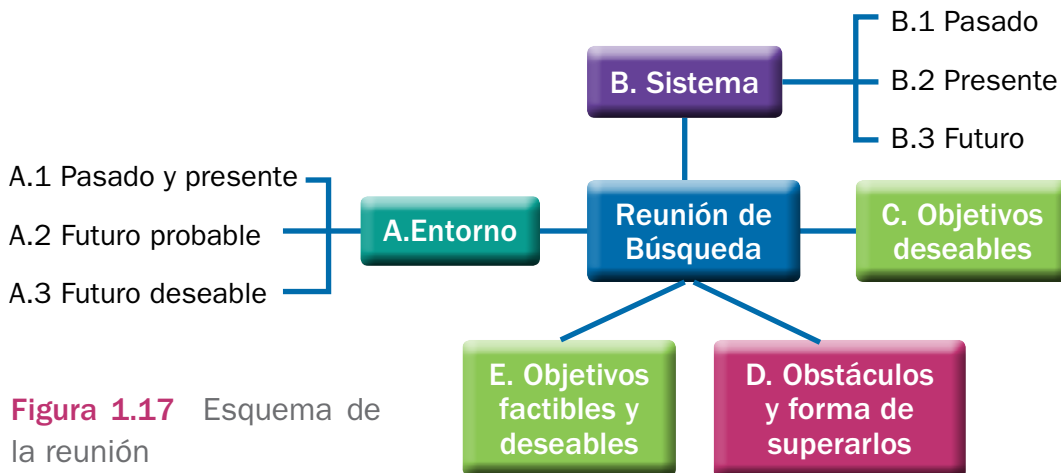 B. Sistema
B.1 Pasado
B.2 Presente
B.3 Futuro
A.1 Pasado y presente
A.2 Futuro probable
A.3 Futuro deseable
A.Entorno
Reunión de
Búsqueda
C. Objetivos
deseables
E. Objetivos
factibles y
deseables
D. Obstáculos
y forma de
superarlos
Figura 1.17 Esquema de
la reunión